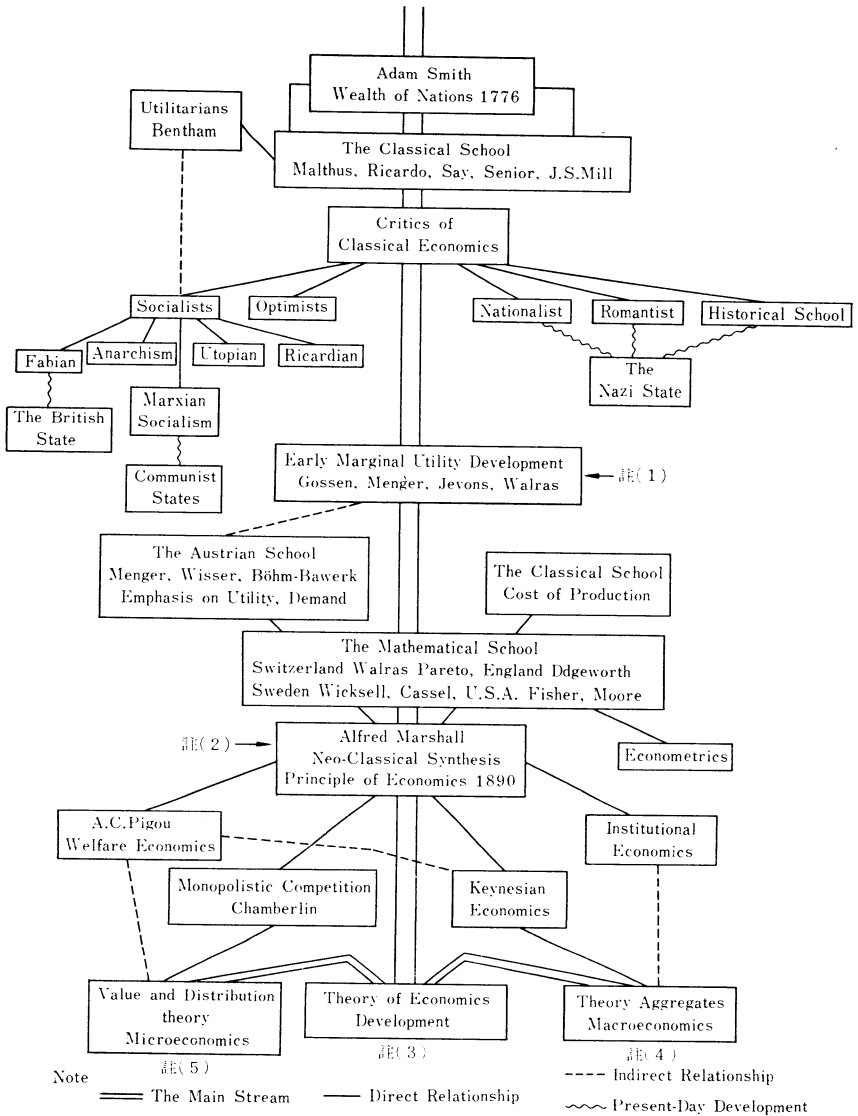 Adam Smith
Wealth of Nations 1776
Utilitarians
Bentham
The Classical School
Malthus, Ricardo, Say, Senior, J.S.Mill
Critics of
Classical Economics
Socialists
Optimists
Nationalist
Romantist
Historical School
Fabian
Anarchism
Utopian
Ricardian
The
Nazi State
The British
State
Marxian
Socialism
Communist
States
Early Marginal Utility Development
Gossen, Menger, Jevons, Walras
註(1)
The Austrian School
Menger, Wisser, Böhm-Bawerk
Emphasis on Utility, Demand
The Classical School
Cost of Production
The Mathematical School
Switzerland Walras Pareto, England Ddgeworth
Sweden Wicksell, Cassel, U.S.A. Fisher, Moore
註(2)
Alfred Marshall
Neo-Classical Synthesis
Principle of Economics 1890
Econometrics
A.C.Pigou
Welfare Economics
Institutional
Economics
Monopolistic Competition
Chamberlin
Keynesian
Economics
Value and Distribution
theory
Microeconomics
Theory of Economics
Development
Theory Aggregates
Macroeconomics
註(5)
註(3)
註(4)
Note
The Main Stream
Direct Relationship
Indirect Relationship
Present-Day Development